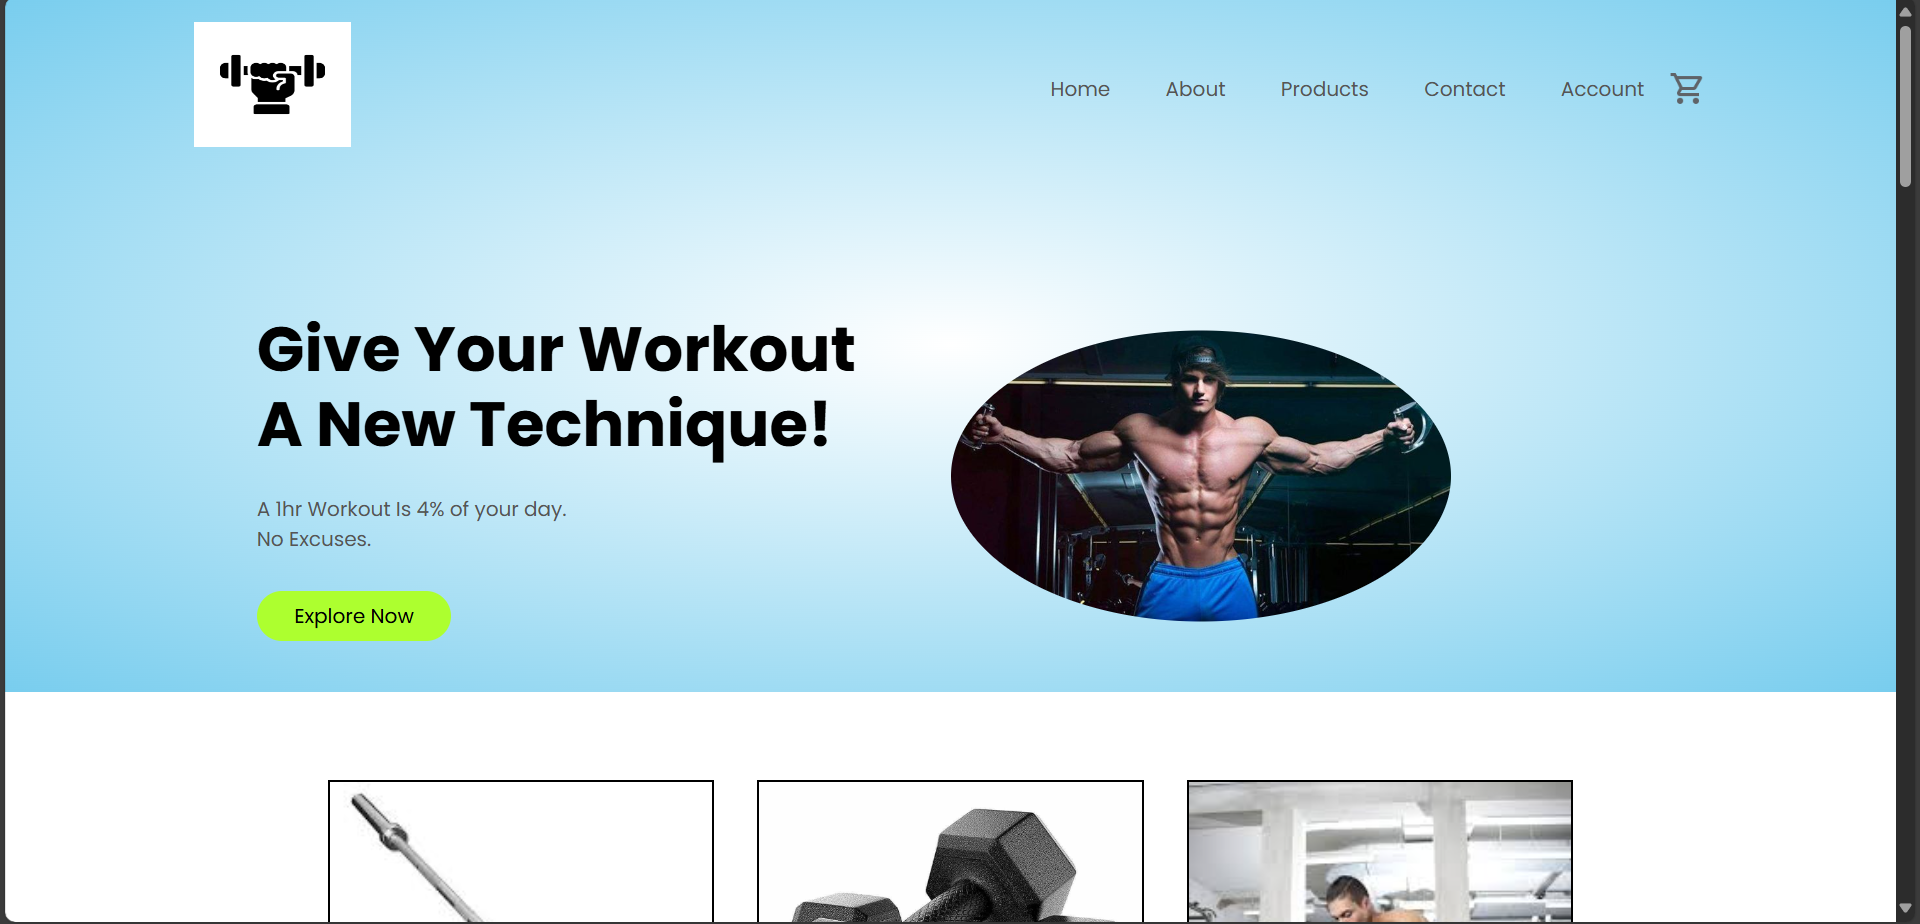 Home About Products Contact Account
Give Your Workout
A New Technique!
A 1hr Workout Is 4% of your day.
No Excuses.
Explore Now